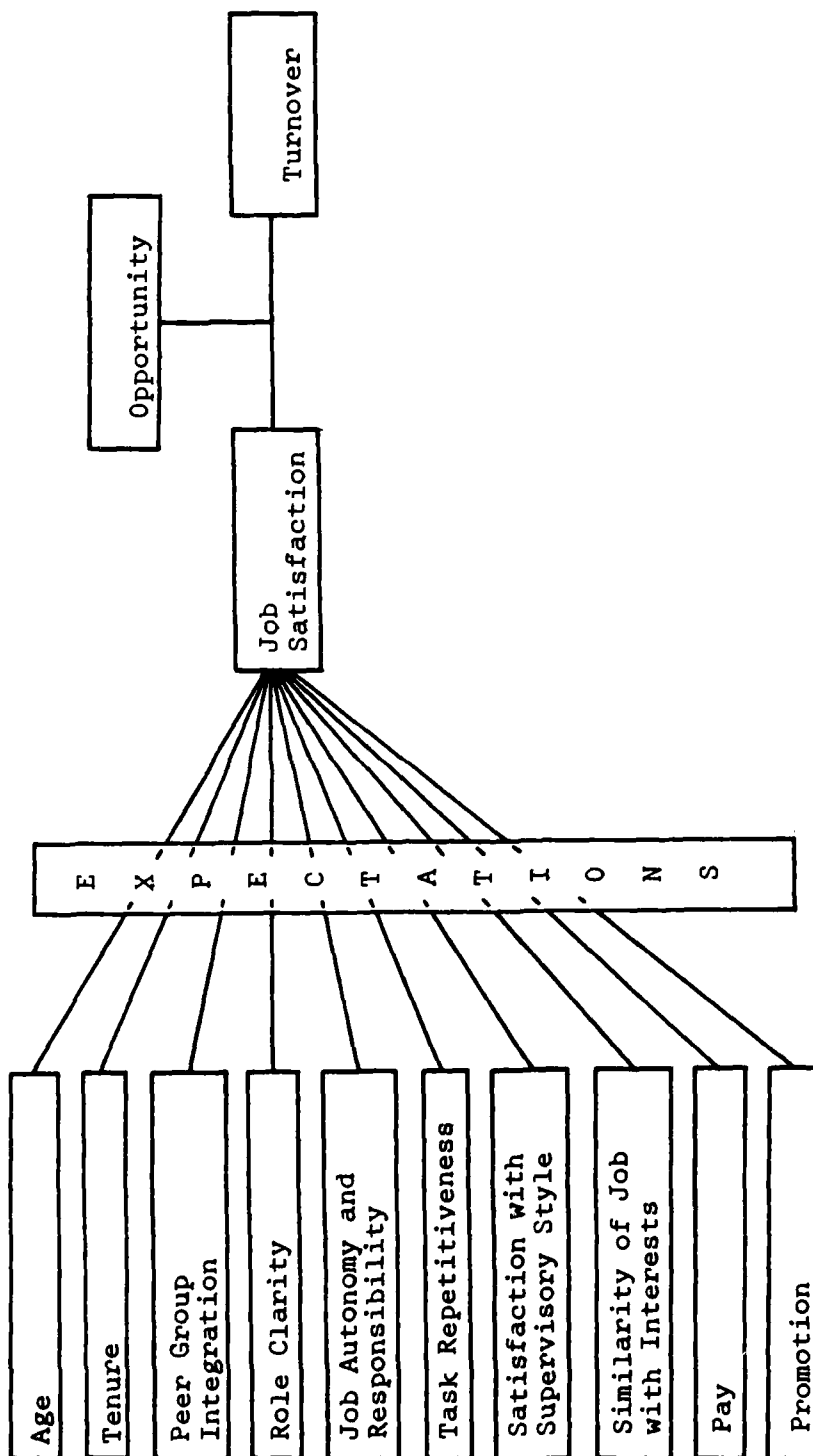 Age
Tenure
Peer Group
Integration
Role Clarity
Job Autonomy and
Responsibility
Task Repetitiveness
Satisfaction with
Supervisory Style
Similarity of Job
with Interests
Pay
Promotion
EXPECTATIONS
Job
Satisfaction
Opportunity
Turnover